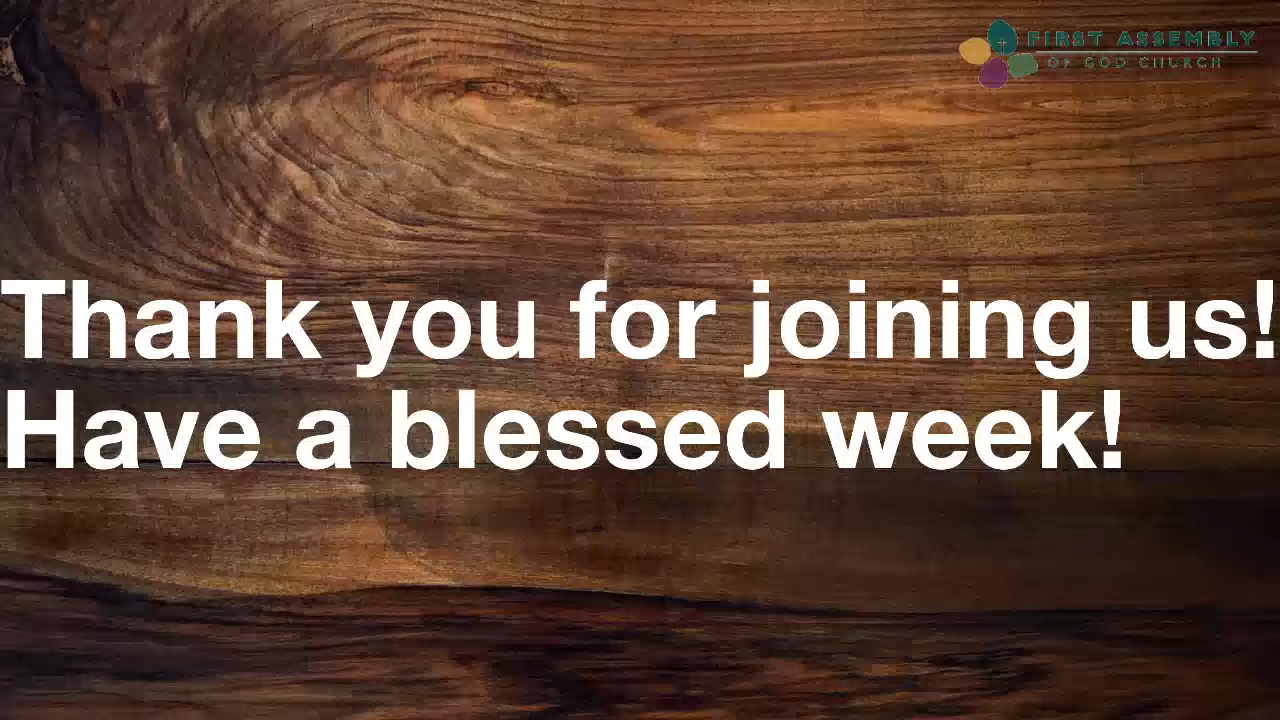 FIRST ASSEMBLY
OF GOD CHURCH
Thank you for joining us!
Have a blessed week!